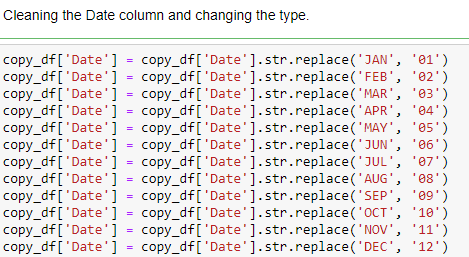 Cleaning the Date column and changing the type.
copy_df['Date'] = copy_df['Date'].str.replace('JAN', '01')
copy_df['Date'] = copy_df['Date'].str.replace('FEB', '02')
copy_df['Date'] = copy_df['Date'].str.replace('MAR', '03')
copy_df['Date'] = copy_df['Date'].str.replace('APR', '04')
copy_df['Date'] = copy_df['Date'].str.replace('MAY', '05')
copy_df['Date'] = copy_df['Date'].str.replace('JUN', '06')
copy_df['Date'] = copy_df['Date'].str.replace('JUL', '07')
copy_df['Date'] = copy_df['Date'].str.replace('AUG', '08')
copy_df['Date'] = copy_df['Date'].str.replace('SEP', '09')
copy_df['Date'] = copy_df['Date'].str.replace('OCT', '10')
copy_df['Date'] = copy_df['Date'].str.replace('NOV', '11')
copy_df['Date'] = copy_df['Date'].str.replace('DEC', '12')